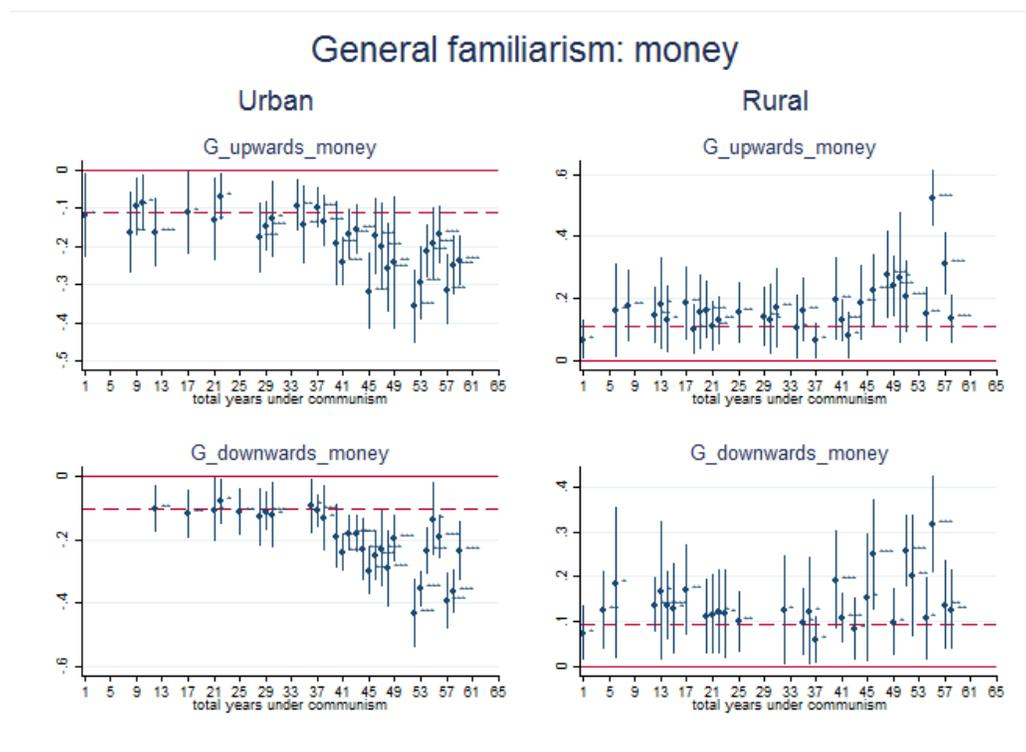 General familiarism: money
Urban
Rural
G_upwards_money
0
-.1
-.2
-.3
-.4
-.5
1 5 9 13 17 21 25 29 33 37 41 45 49 53 57 61 65
total years under communism
G_upwards_money
.6
.4
.2
0
1 5 9 13 17 21 25 29 33 37 41 45 49 53 57 61 65
total years under communism
G_downwards_money
0
-.2
-.4
-.6
1 5 9 13 17 21 25 29 33 37 41 45 49 53 57 61 65
total years under communism
G_downwards_money
.4
.3
.2
.1
0
1 5 9 13 17 21 25 29 33 37 41 45 49 53 57 61 65
total years under communism